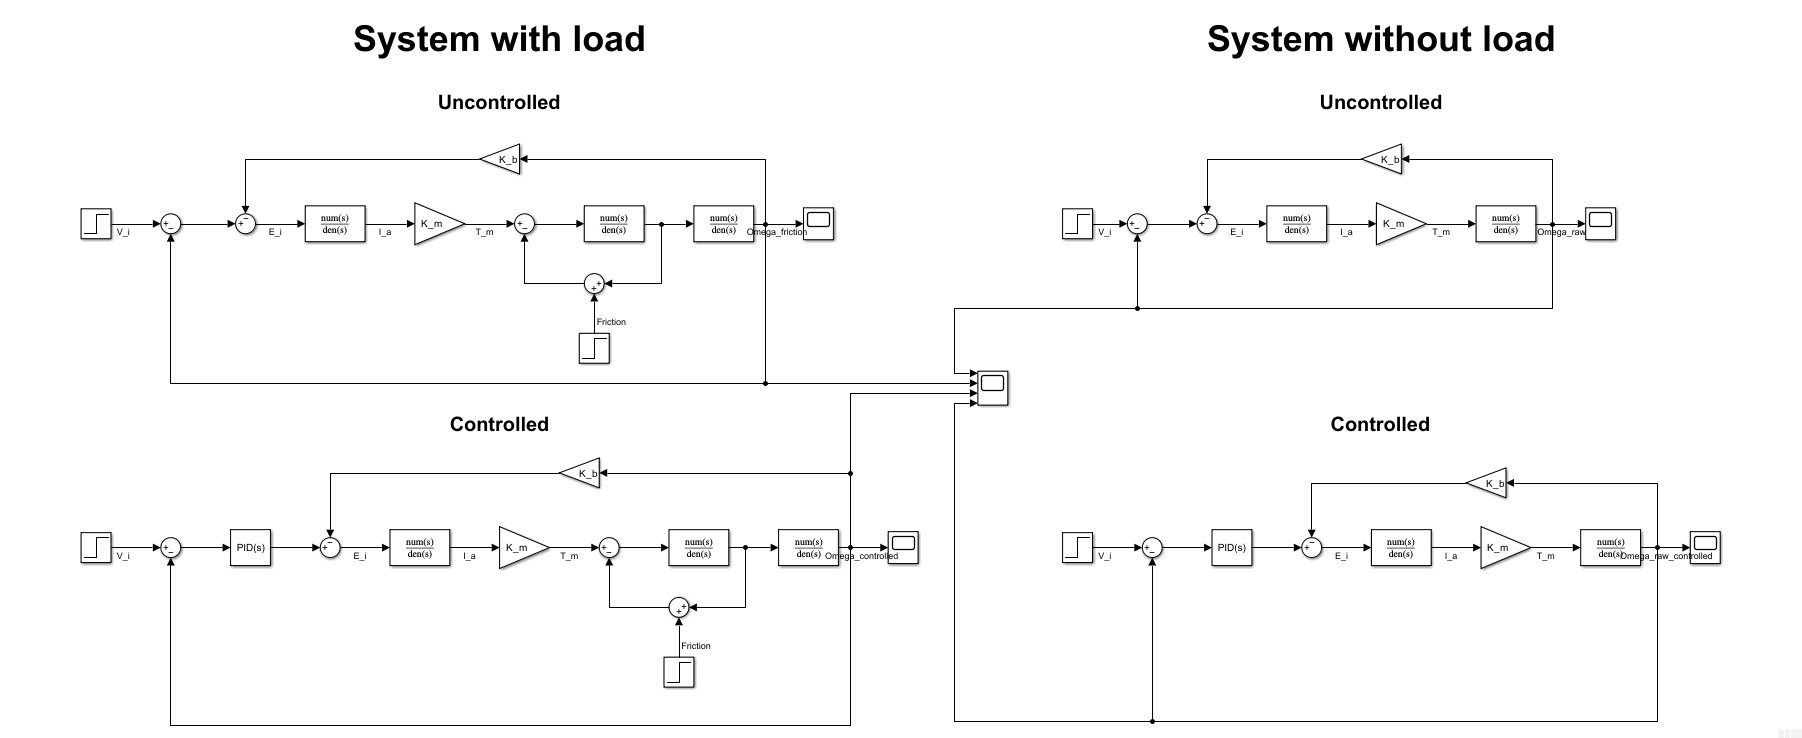 System with load
System without load
Uncontrolled
Uncontrolled
K_b
K_b
V_i
+
−
+
−
E_i
num(s)
den(s)
I_a
K_m
T_m
+
−
num(s)
den(s)
num(s)
den(s)
Omega_friction
+
+
Friction
V_i
+
−
+
−
E_i
num(s)
den(s)
I_a
K_m
T_m
num(s)
den(s)
Omega_raw
Controlled
Controlled
K_b
K_b
V_i
+
−
PID(s)
+
−
E_i
num(s)
den(s)
I_a
K_m
T_m
+
−
num(s)
den(s)
num(s)
den(s)
Omega_controlled
+
+
Friction
V_i
+
−
PID(s)
+
−
E_i
num(s)
den(s)
I_a
K_m
T_m
num(s)
den(s)
Omega_raw_controlled